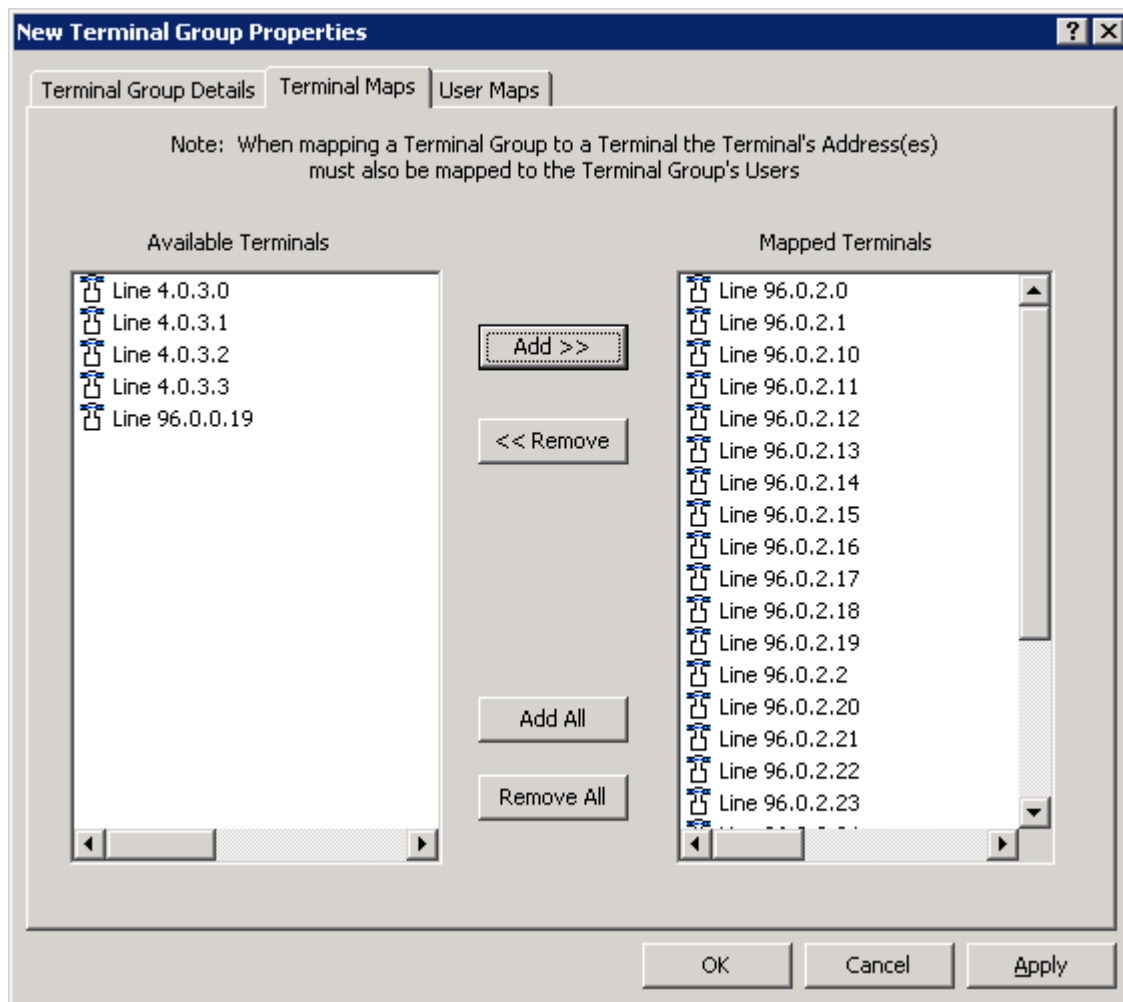 New Terminal Group Properties
Terminal Group Details
Terminal Maps
User Maps
Note: When mapping a Terminal Group to a Terminal the Terminal's Address(es)
must also be mapped to the Terminal Group's Users
Available Terminals
Line 4.0.3.0
Line 4.0.3.1
Line 4.0.3.2
Line 4.0.3.3
Line 96.0.0.19
Add >>
<< Remove
Add All
Remove All
Mapped Terminals
Line 96.0.2.0
Line 96.0.2.1
Line 96.0.2.10
Line 96.0.2.11
Line 96.0.2.12
Line 96.0.2.13
Line 96.0.2.14
Line 96.0.2.15
Line 96.0.2.16
Line 96.0.2.17
Line 96.0.2.18
Line 96.0.2.19
Line 96.0.2.2
Line 96.0.2.20
Line 96.0.2.21
Line 96.0.2.22
Line 96.0.2.23
OK
Cancel
Apply